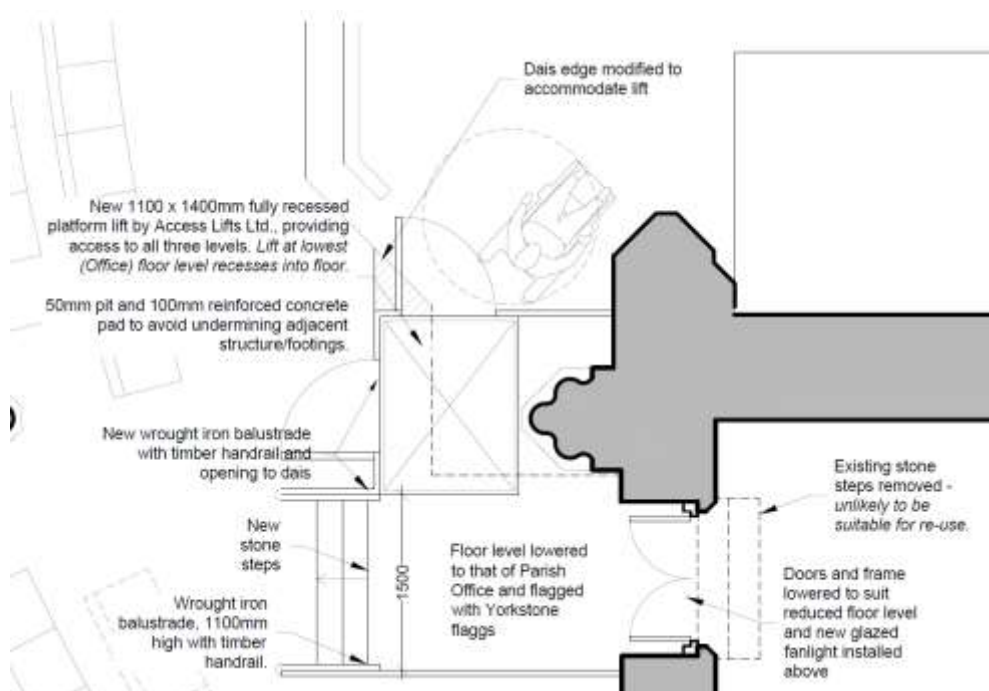 Dais edge modified to
accommodate lift
New 1100 x 1400mm fully recessed
platform lift by Access Lifts Ltd., providing
access to all three levels. Lift at lowest
(Office) floor level recesses into floor.
50mm pit and 100mm reinforced concrete
pad to avoid undermining adjacent
structure/footings.
New wrought iron balustrade
with timber handrail and
opening to dais
New
stone
steps
Wrought iron
balustrade, 1100mm
high with timber
handrail.
1500
Floor level lowered
to that of Parish
Office and flagged
with Yorkstone
flaggs
Existing stone
steps removed -
unlikely to be
suitable for re-use.
Doors and frame
lowered to suit
reduced floor level
and new glazed
fanlight installed
above